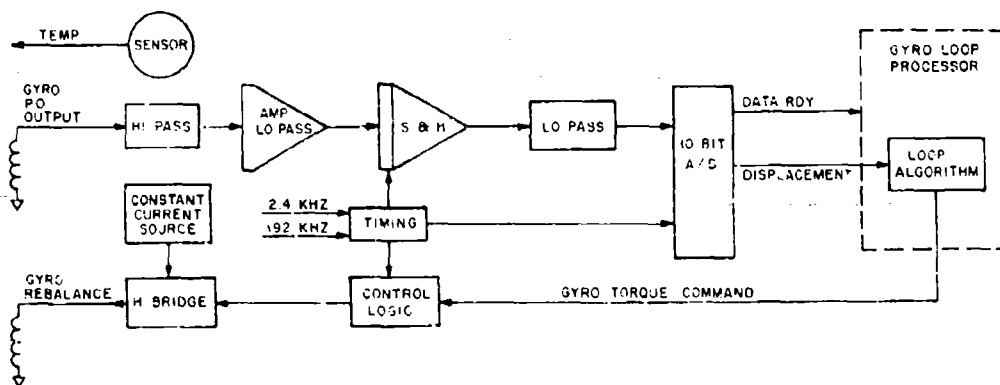 TEMP
SENSOR
GYRO LOOP
PROCESSOR
GYRO
PO
OUTPUT
HI PASS
AMP
LO PASS
S & H
LO PASS
10 BIT
A/D
DATA RDY
DISPLACEMENT
LOOP
ALGORITHM
CONSTANT
CURRENT
SOURCE
2.4 KHZ
192 KHZ
TIMING
GYRO
REBALANCE
H BRIDGE
CONTROL
LOGIC
GYRO TORQUE COMMAND